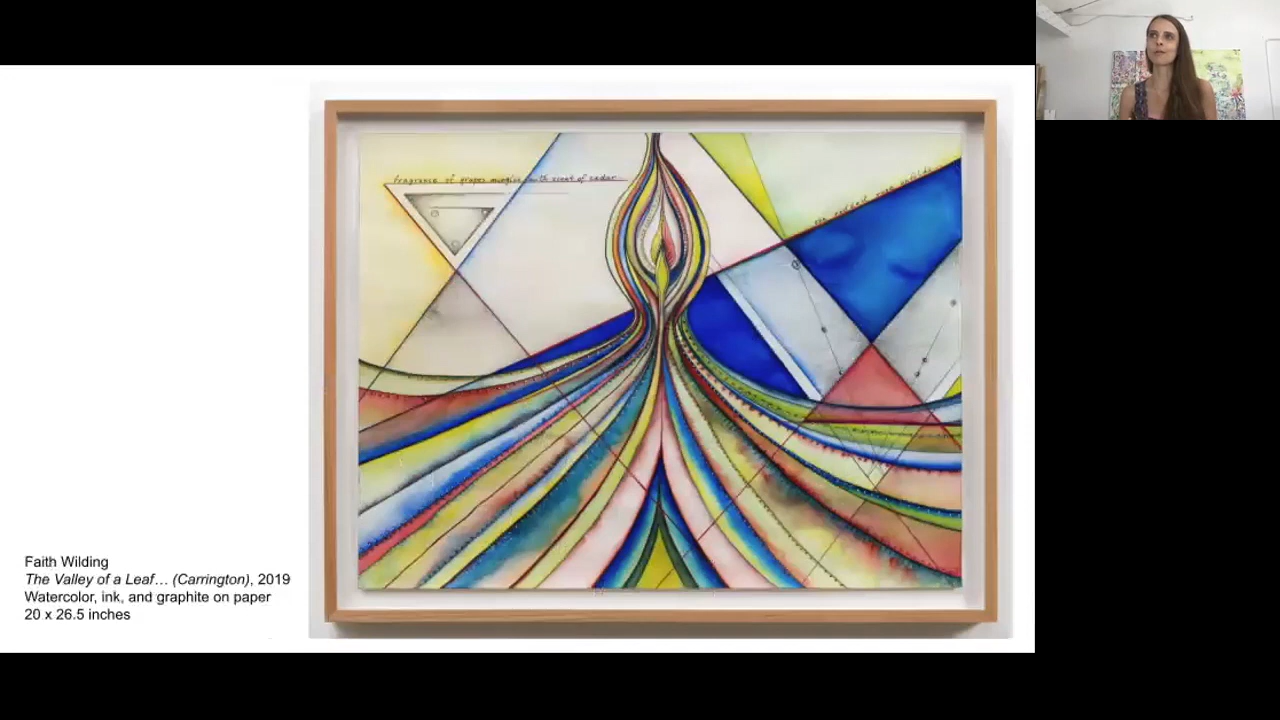 fragrance of grapes mingles with scent of cedar
Faith Wilding
The Valley of a Leaf… (Carrington), 2019
Watercolor, ink, and graphite on paper
20 x 26.5 inches